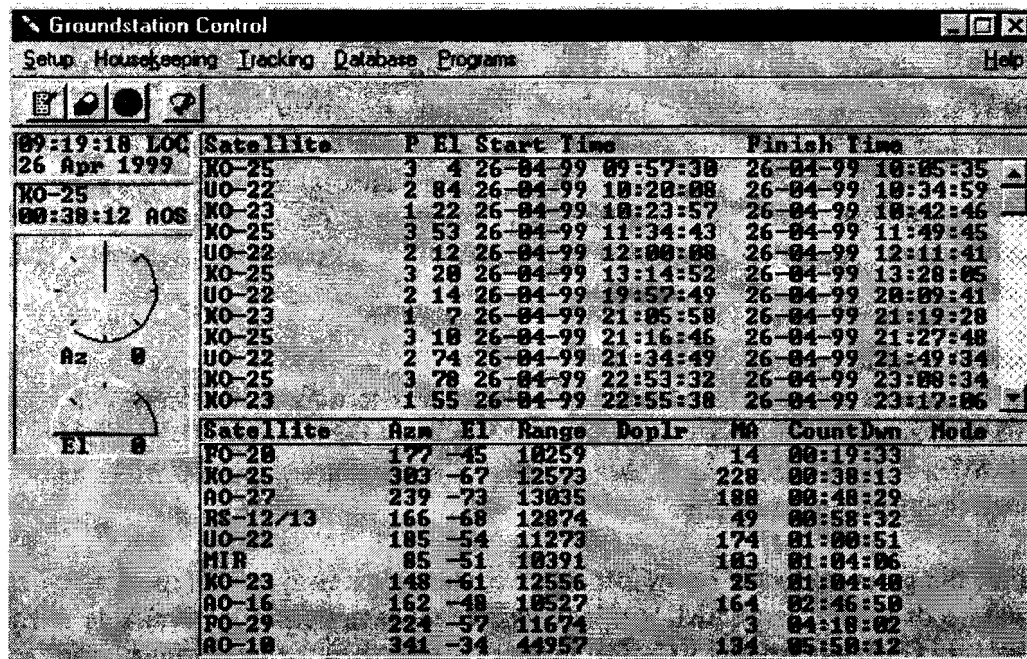 Groundstation Control
Setup Housekeeping Tracking Database Programs Help
09:19:18 LOC
26 Apr 1999
KO-25
00:38:12 AOS
Az 0
El 0
Satellite P El Start Time Finish Time
KO-25 3 4 26-04-99 09:57:30 26-04-99 10:05:35
UO-22 2 84 26-04-99 10:20:08 26-04-99 10:34:59
KO-23 1 22 26-04-99 10:23:57 26-04-99 10:42:46
KO-25 3 53 26-04-99 11:34:43 26-04-99 11:49:45
UO-22 2 12 26-04-99 12:00:08 26-04-99 12:11:41
KO-25 3 20 26-04-99 13:14:52 26-04-99 13:28:05
UO-22 2 14 26-04-99 19:57:49 26-04-99 20:09:41
KO-23 1 7 26-04-99 21:05:58 26-04-99 21:19:28
KO-25 3 10 26-04-99 21:16:46 26-04-99 21:27:48
UO-22 2 74 26-04-99 21:34:49 26-04-99 21:49:34
KO-25 3 78 26-04-99 22:53:32 26-04-99 23:08:34
KO-23 1 55 26-04-99 22:55:38 26-04-99 23:17:06
Satellite Azm El Range Doplr MA CountDwn Mode
FO-20 177 -45 10259 14 00:19:33
KO-25 303 -67 12573 228 00:38:13
AO-27 239 -73 13035 188 00:48:29
RS-12/13 166 -68 12874 49 00:58:32
UO-22 185 -54 11273 174 01:00:51
MIR 85 -51 10391 103 01:04:06
KO-23 148 -61 12556 25 01:04:40
AO-16 162 -48 10527 164 02:46:50
FO-29 224 -57 11674 3 04:18:02
AO-10 341 -34 44957 134 05:50:12